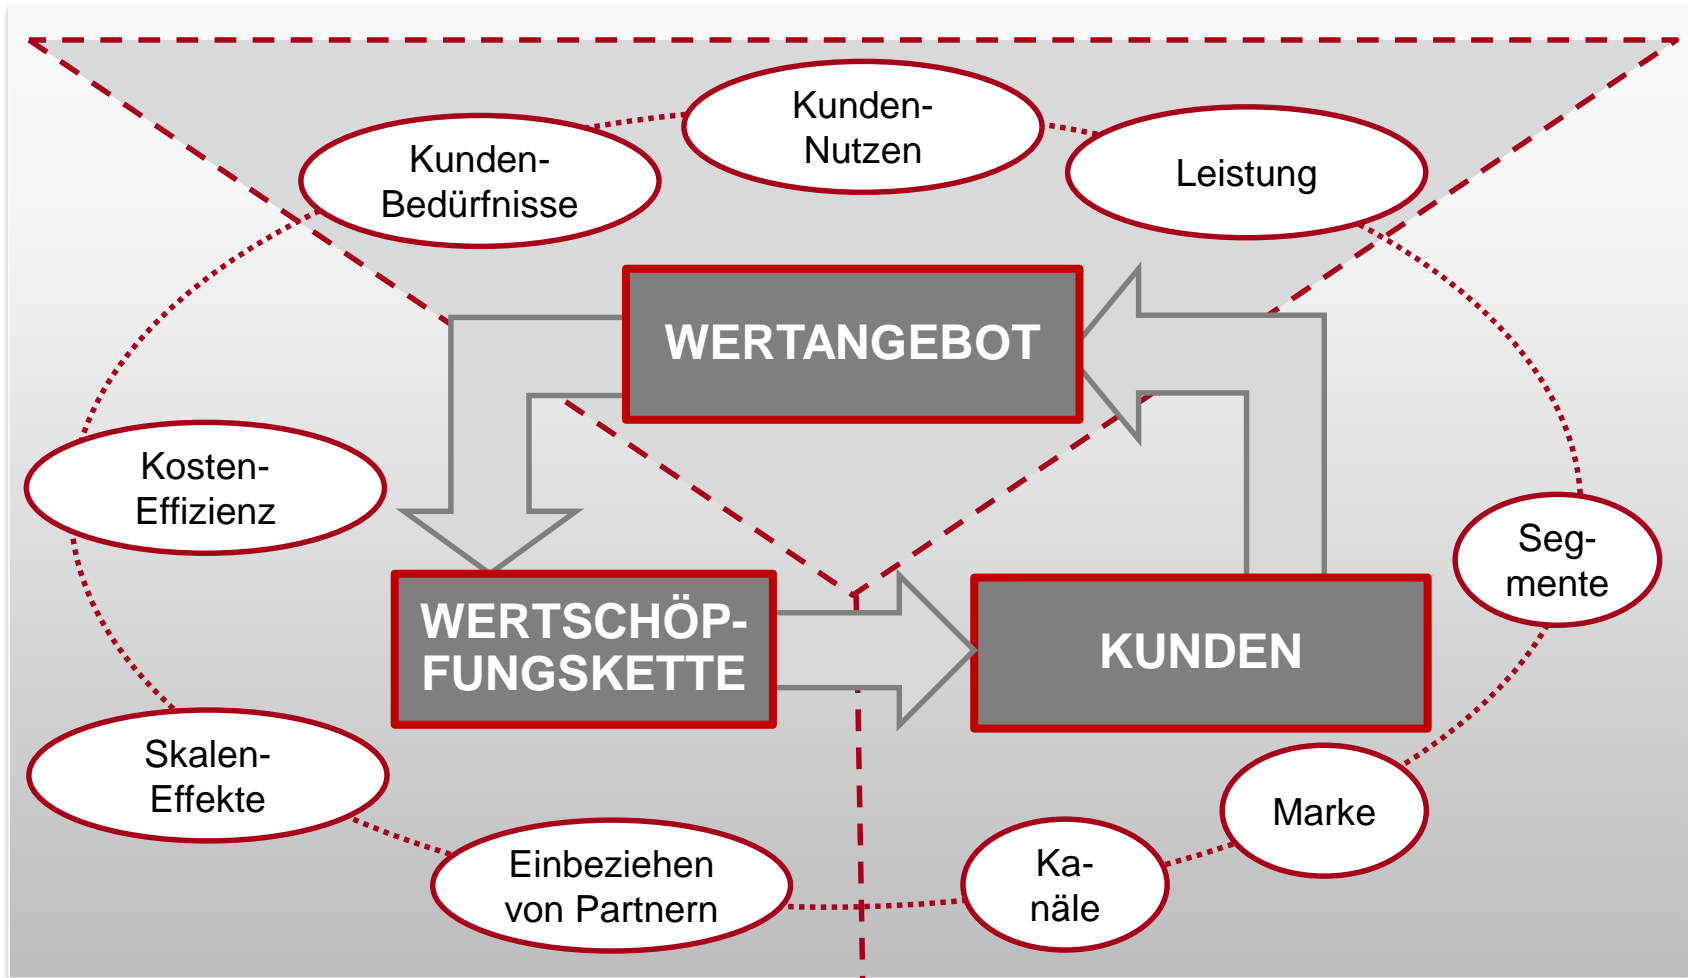 Kunden-
Nutzen
Kunden-
Bedürfnisse
Leistung
WERTANGEBOT
Kosten-
Effizienz
Seg-
mente
WERTSCHÖP-
FUNGSKETTE
KUNDEN
Skalen-
Effekte
Marke
Einbeziehen
von Partnern
Ka-
näle